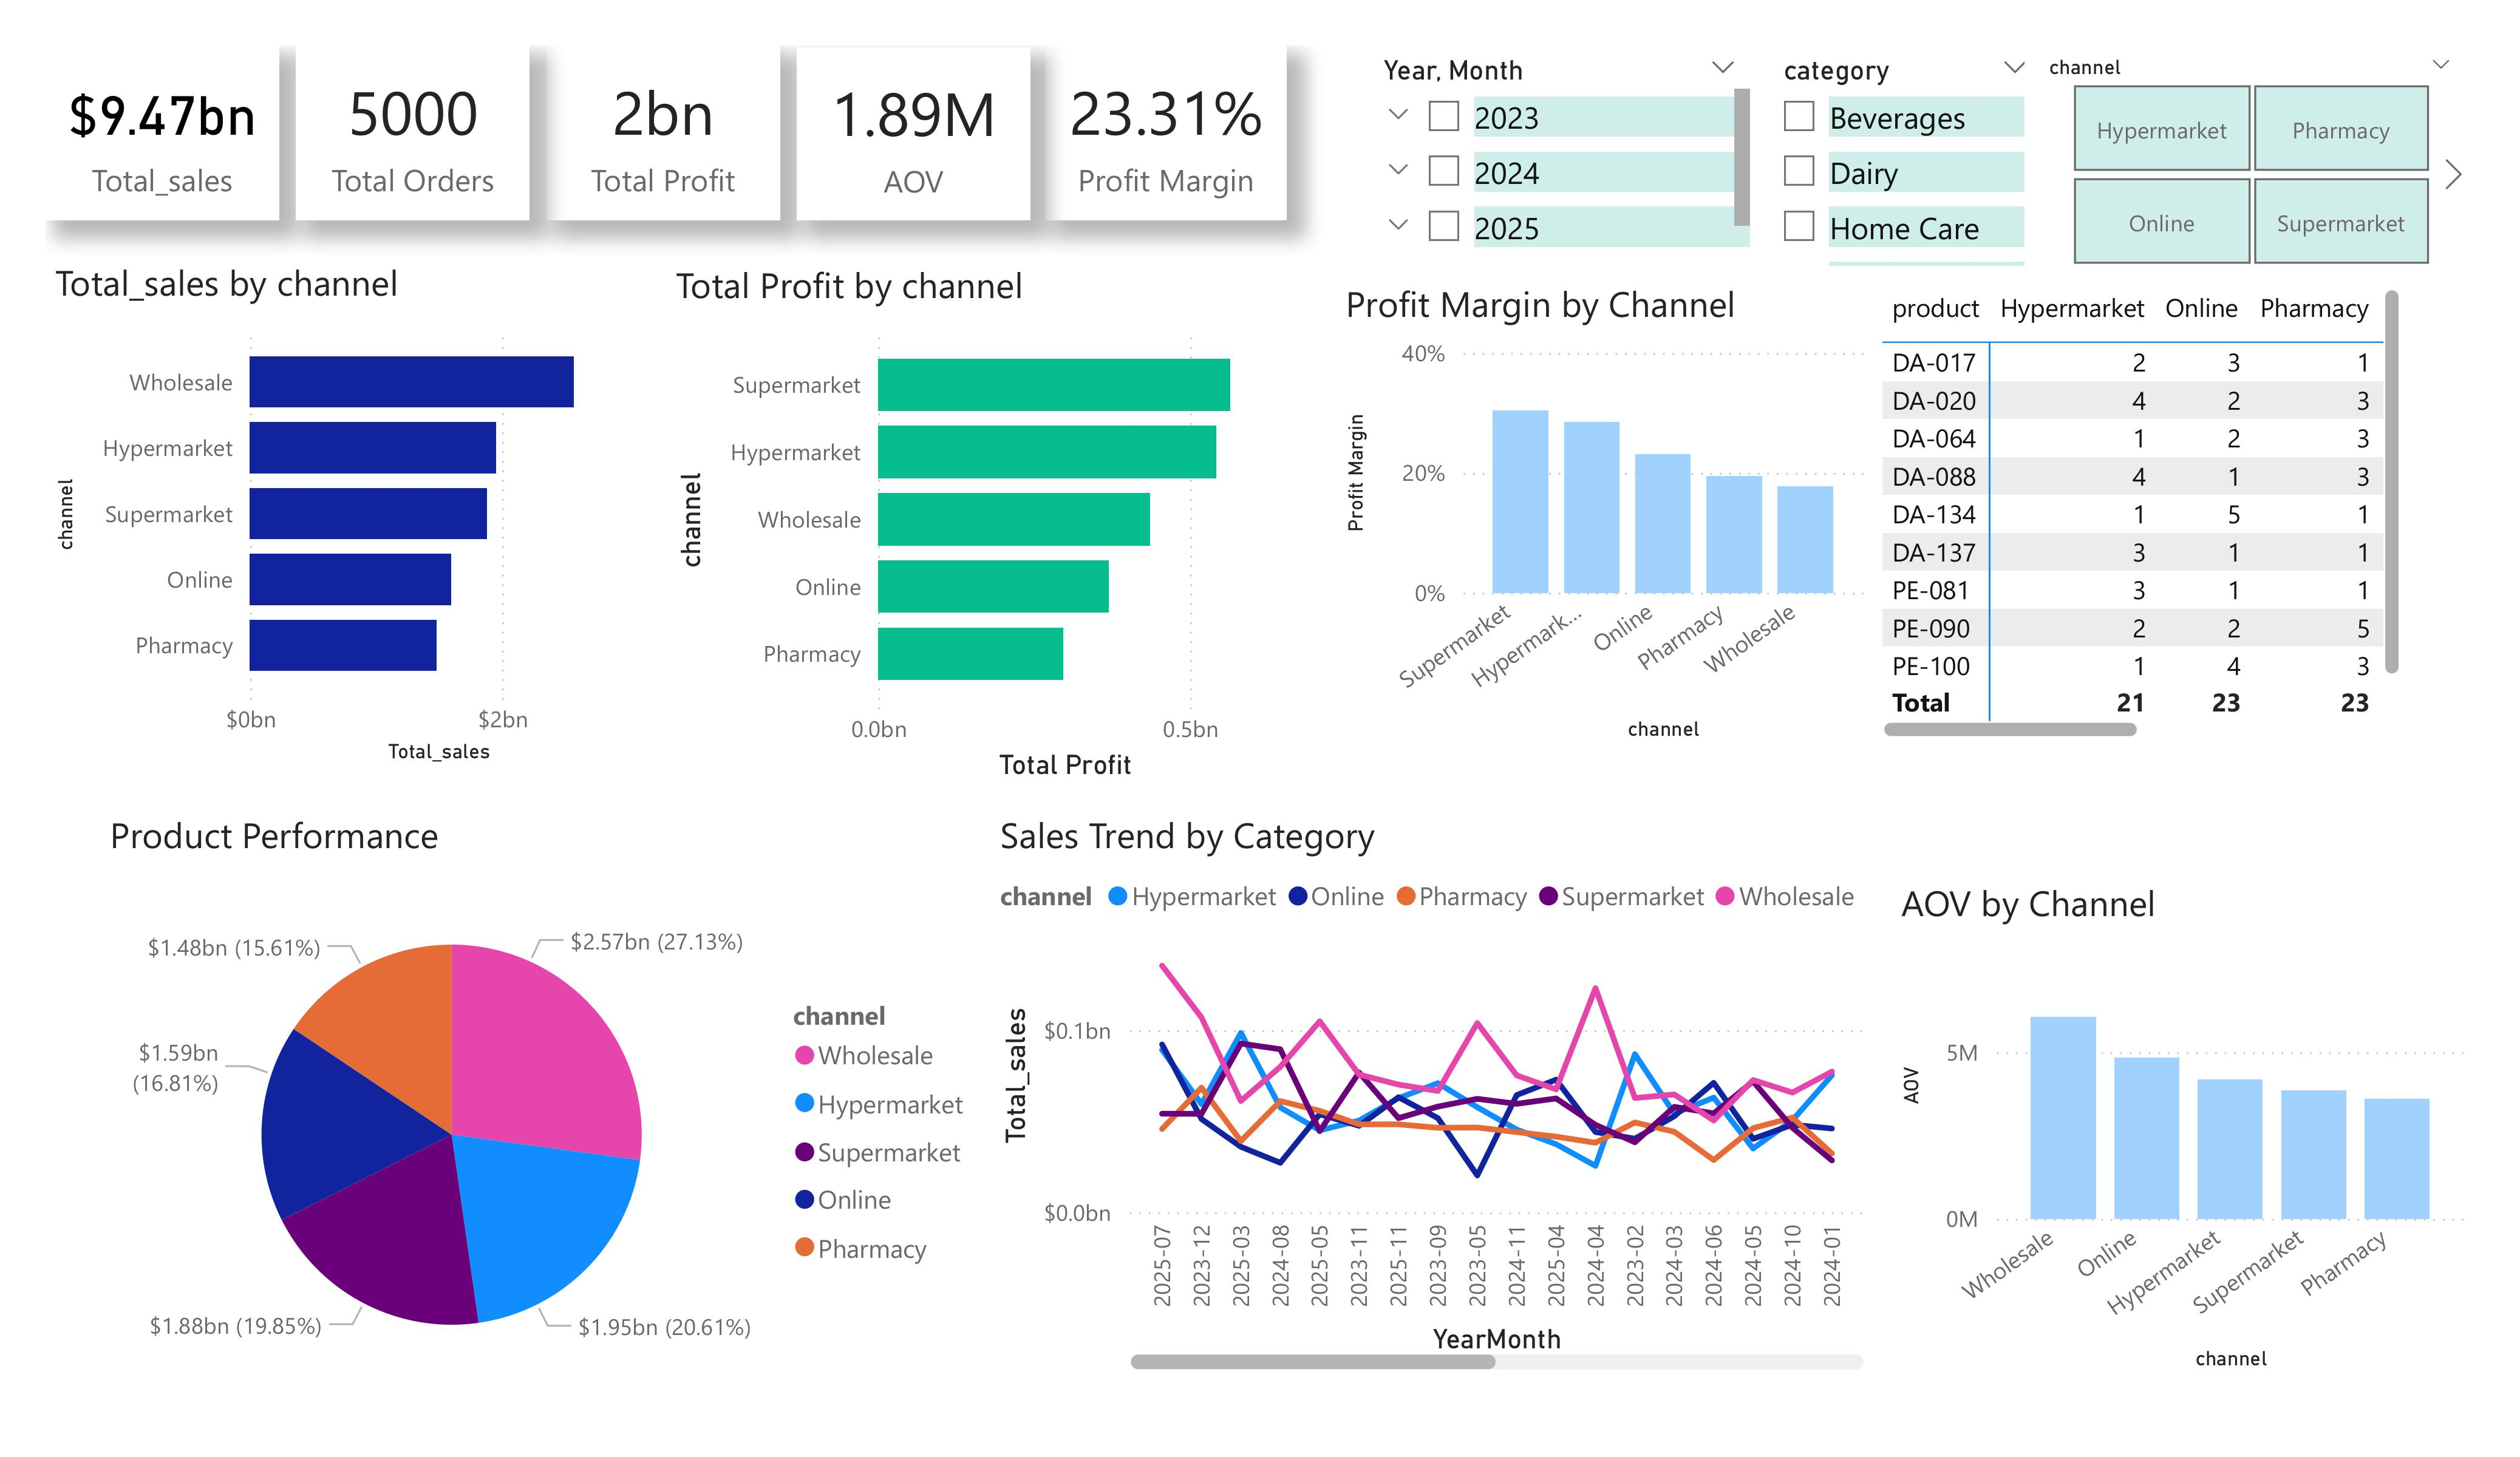 $9.47bn
Total_sales
5000
Total Orders
2bn
Total Profit
1.89M
AOV
23.31%
Profit Margin
Year, Month
2023
2024
2025
category
Beverages
Dairy
Home Care
channel
Hypermarket
Pharmacy
Online
Supermarket
Total_sales by channel
channel
Wholesale
Hypermarket
Supermarket
Online
Pharmacy
$0bn
$2bn
Total_sales
Total Profit by channel
channel
Supermarket
Hypermarket
Wholesale
Online
Pharmacy
0.0bn
0.5bn
Total Profit
Profit Margin by Channel
Profit Margin
40%
20%
0%
Supermarket
Hypermark...
Online
Pharmacy
Wholesale
channel
product Hypermarket Online Pharmacy
DA-017 2 3 1
DA-020 4 2 3
DA-064 1 2 3
DA-088 4 1 3
DA-134 1 5 1
DA-137 3 1 1
PE-081 3 1 1
PE-090 2 2 5
PE-100 1 4 3
Total 21 23 23
Product Performance
$1.48bn (15.61%)
$2.57bn (27.13%)
$1.59bn
(16.81%)
$1.88bn (19.85%)
$1.95bn (20.61%)
channel
Wholesale
Hypermarket
Supermarket
Online
Pharmacy
Sales Trend by Category
channel Hypermarket Online Pharmacy Supermarket Wholesale
Total_sales
$0.1bn
$0.0bn
2025-07
2023-12
2025-03
2024-08
2025-05
2023-11
2025-11
2023-09
2023-05
2024-11
2025-04
2024-04
2023-02
2024-03
2024-06
2024-05
2024-10
2024-01
YearMonth
AOV by Channel
AOV
5M
0M
Wholesale
Online
Hypermarket
Supermarket
Pharmacy
channel